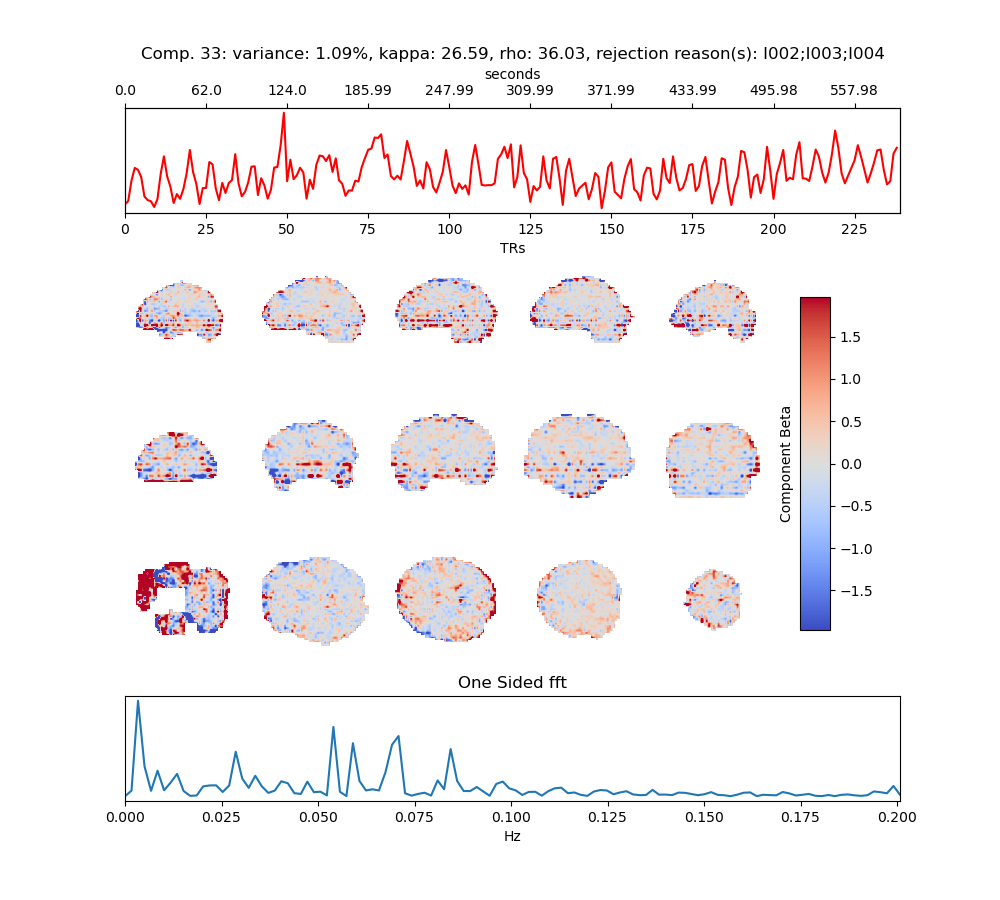 Comp. 33: variance: 1.09%, kappa: 26.59, rho: 36.03, rejection reason(s): I002;I003;I004
seconds
0.0 62.0 124.0 185.99 247.99 309.99 371.99 433.99 495.98 557.98
0 25 50 75 100 125 150 175 200 225
TRs
Component Beta
1.5
1.0
0.5
0.0
−0.5
−1.0
−1.5
One Sided fft
0.000 0.025 0.050 0.075 0.100 0.125 0.150 0.175 0.200
Hz